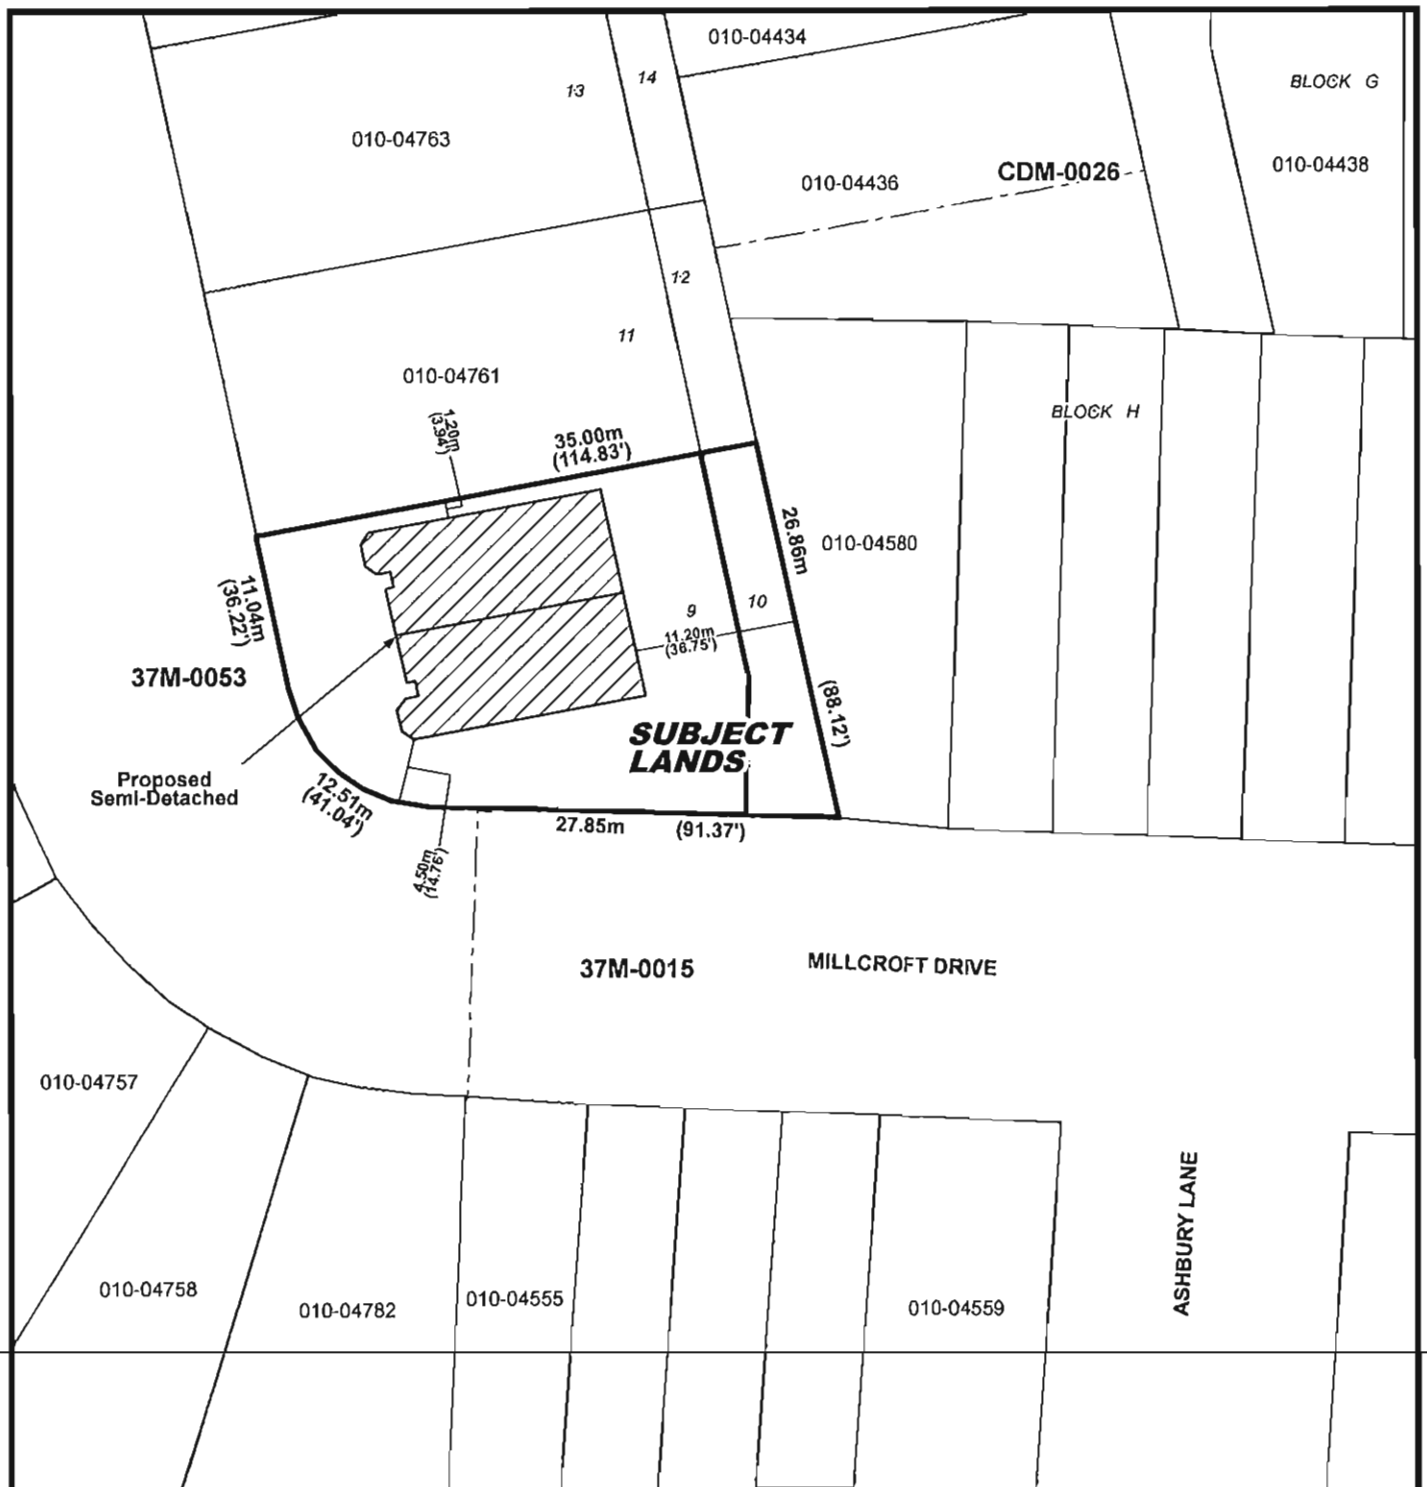 010-04434
14
13
BLOCK G
010-04763
010-04438
CDM-0026
010-04436
12
11
010-04761
BLOCK H
1.20m
(3.94')
35.00m
(114.83')
26.86m
010-04580
11.04m
(36.22')
9
10
11.20m
(36.75')
37M-0053
(88.12')
SUBJECT
LANDS
Proposed
Semi-Detached
12.51m
(41.04')
27.85m (91.37')
4.50m
(14.76')
37M-0015
MILLCROFT DRIVE
010-04757
ASHBURY LANE
010-04758
010-04782
010-04555
010-04559